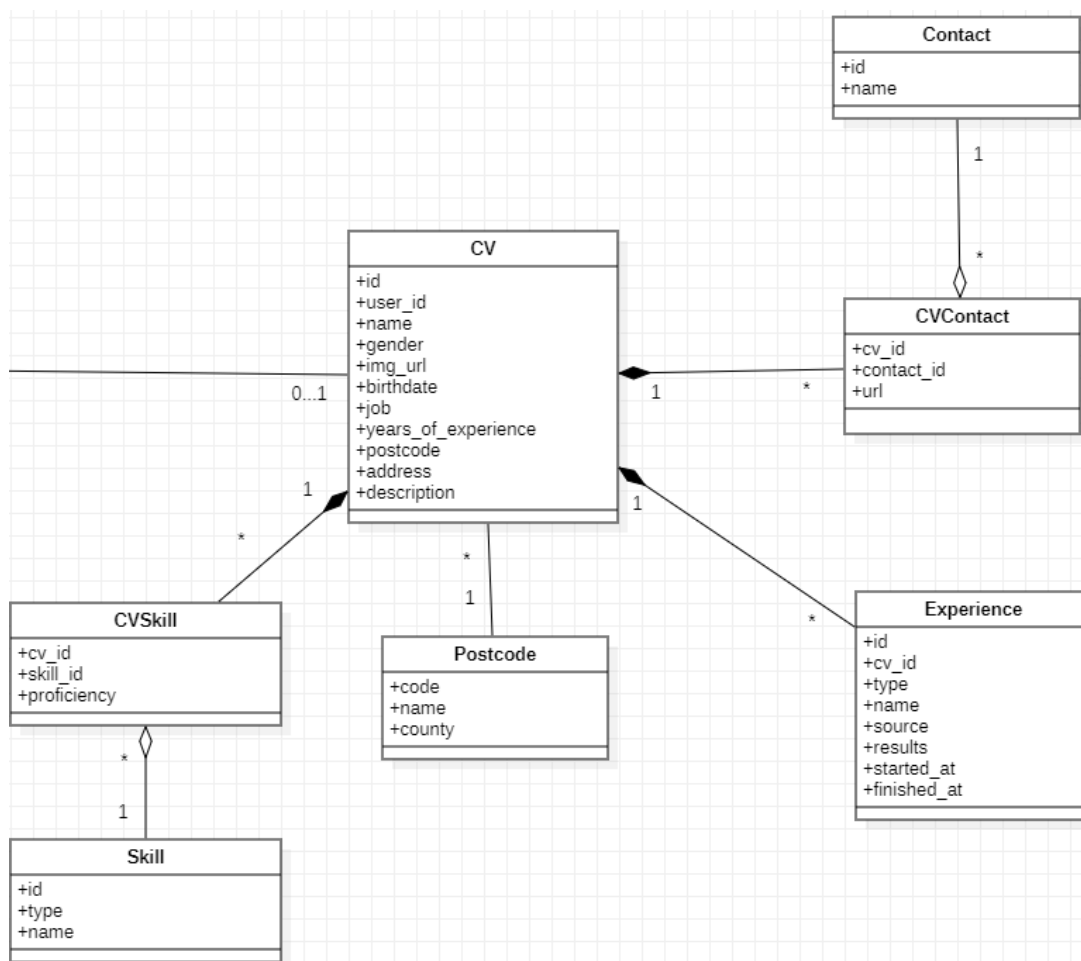 Contact
+id
+name
1
*
CVContact
+cv_id
+contact_id
+url
CV
+id
+user_id
+name
+gender
+img_url
+birthdate
+job
+years_of_experience
+postcode
+address
+description
0...1
1
*
1
*
1
*
*
1
CVSkill
+cv_id
+skill_id
+proficiency
*
1
Skill
+id
+type
+name
Postcode
+code
+name
+county
Experience
+id
+cv_id
+type
+name
+source
+results
+started_at
+finished_at